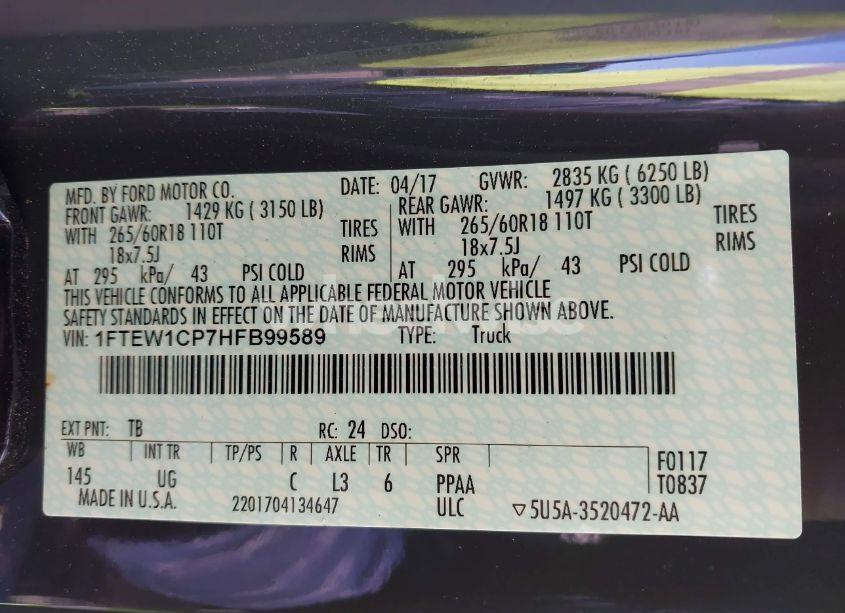 MFD. BY FORD MOTOR CO. DATE: 04/17 GVWR: 2835 KG ( 6250 LB)
FRONT GAWR: 1429 KG ( 3150 LB) REAR GAWR: 1497 KG ( 3300 LB)
WITH 265/60R18 110T TIRES WITH 265/60R18 110T TIRES
18x7.5J RIMS 18x7.5J RIMS
AT 295 kPa/ 43 PSI COLD AT 295 kPa/ 43 PSI COLD
THIS VEHICLE CONFORMS TO ALL APPLICABLE FEDERAL MOTOR VEHICLE
SAFETY STANDARDS IN EFFECT ON THE DATE OF MANUFACTURE SHOWN ABOVE.
VIN: 1FTEW1CP7HFB99589 TYPE: Truck
EXT PNT: TB RC: 24 DSO:
WB INT TR TP/PS R AXLE TR SPR F0117
145 UG C L3 6 PPAA T0837
MADE IN U.S.A. 2201704134647 ULC ▽5U5A-3520472-AA